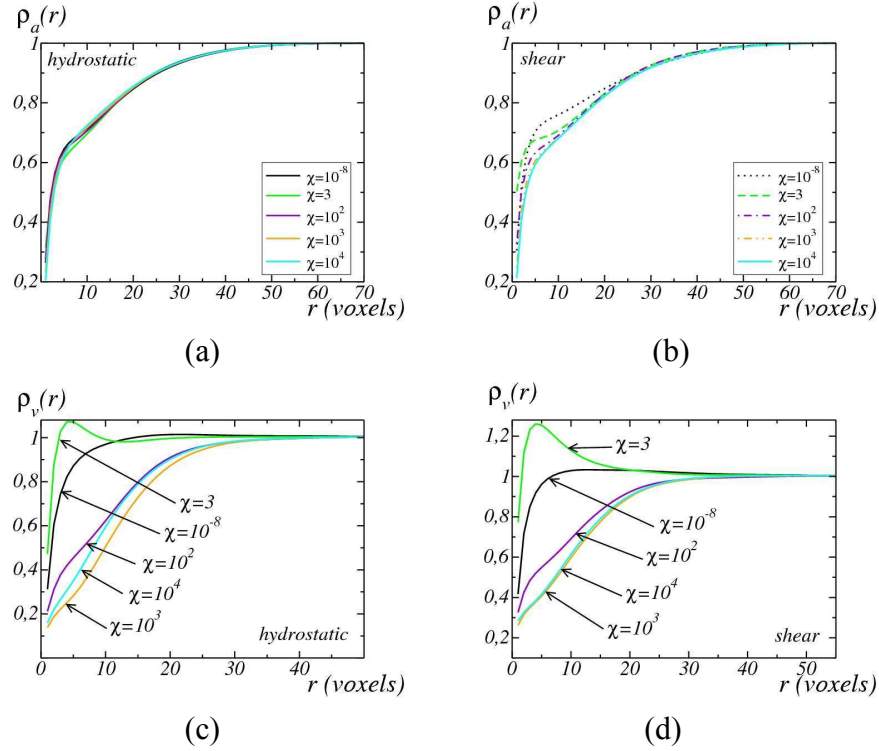 ρa(r)
1
0,8
0,6
0,4
0,2
hydrostatic
χ=10-8
χ=3
χ=10²
χ=10³
χ=10⁴
10 20 30 40 50 60 70
r (voxels)
(a)
ρa(r)
1
0,8
0,6
0,4
0,2
shear
χ=10-8
χ=3
χ=10²
χ=10³
χ=10⁴
0 10 20 30 40 50 60 70
r (voxels)
(b)
ρv(r)
1
0,8
0,6
0,4
0,2
χ=3
χ=10-8
χ=10²
χ=10⁴
χ=10³
hydrostatic
0 10 20 30 40
r (voxels)
(c)
ρv(r)
1,2
1
0,8
0,6
0,4
0,2
χ=3
χ=10-8
χ=10²
χ=10⁴
χ=10³
shear
0 10 20 30 40 50
r (voxels)
(d)